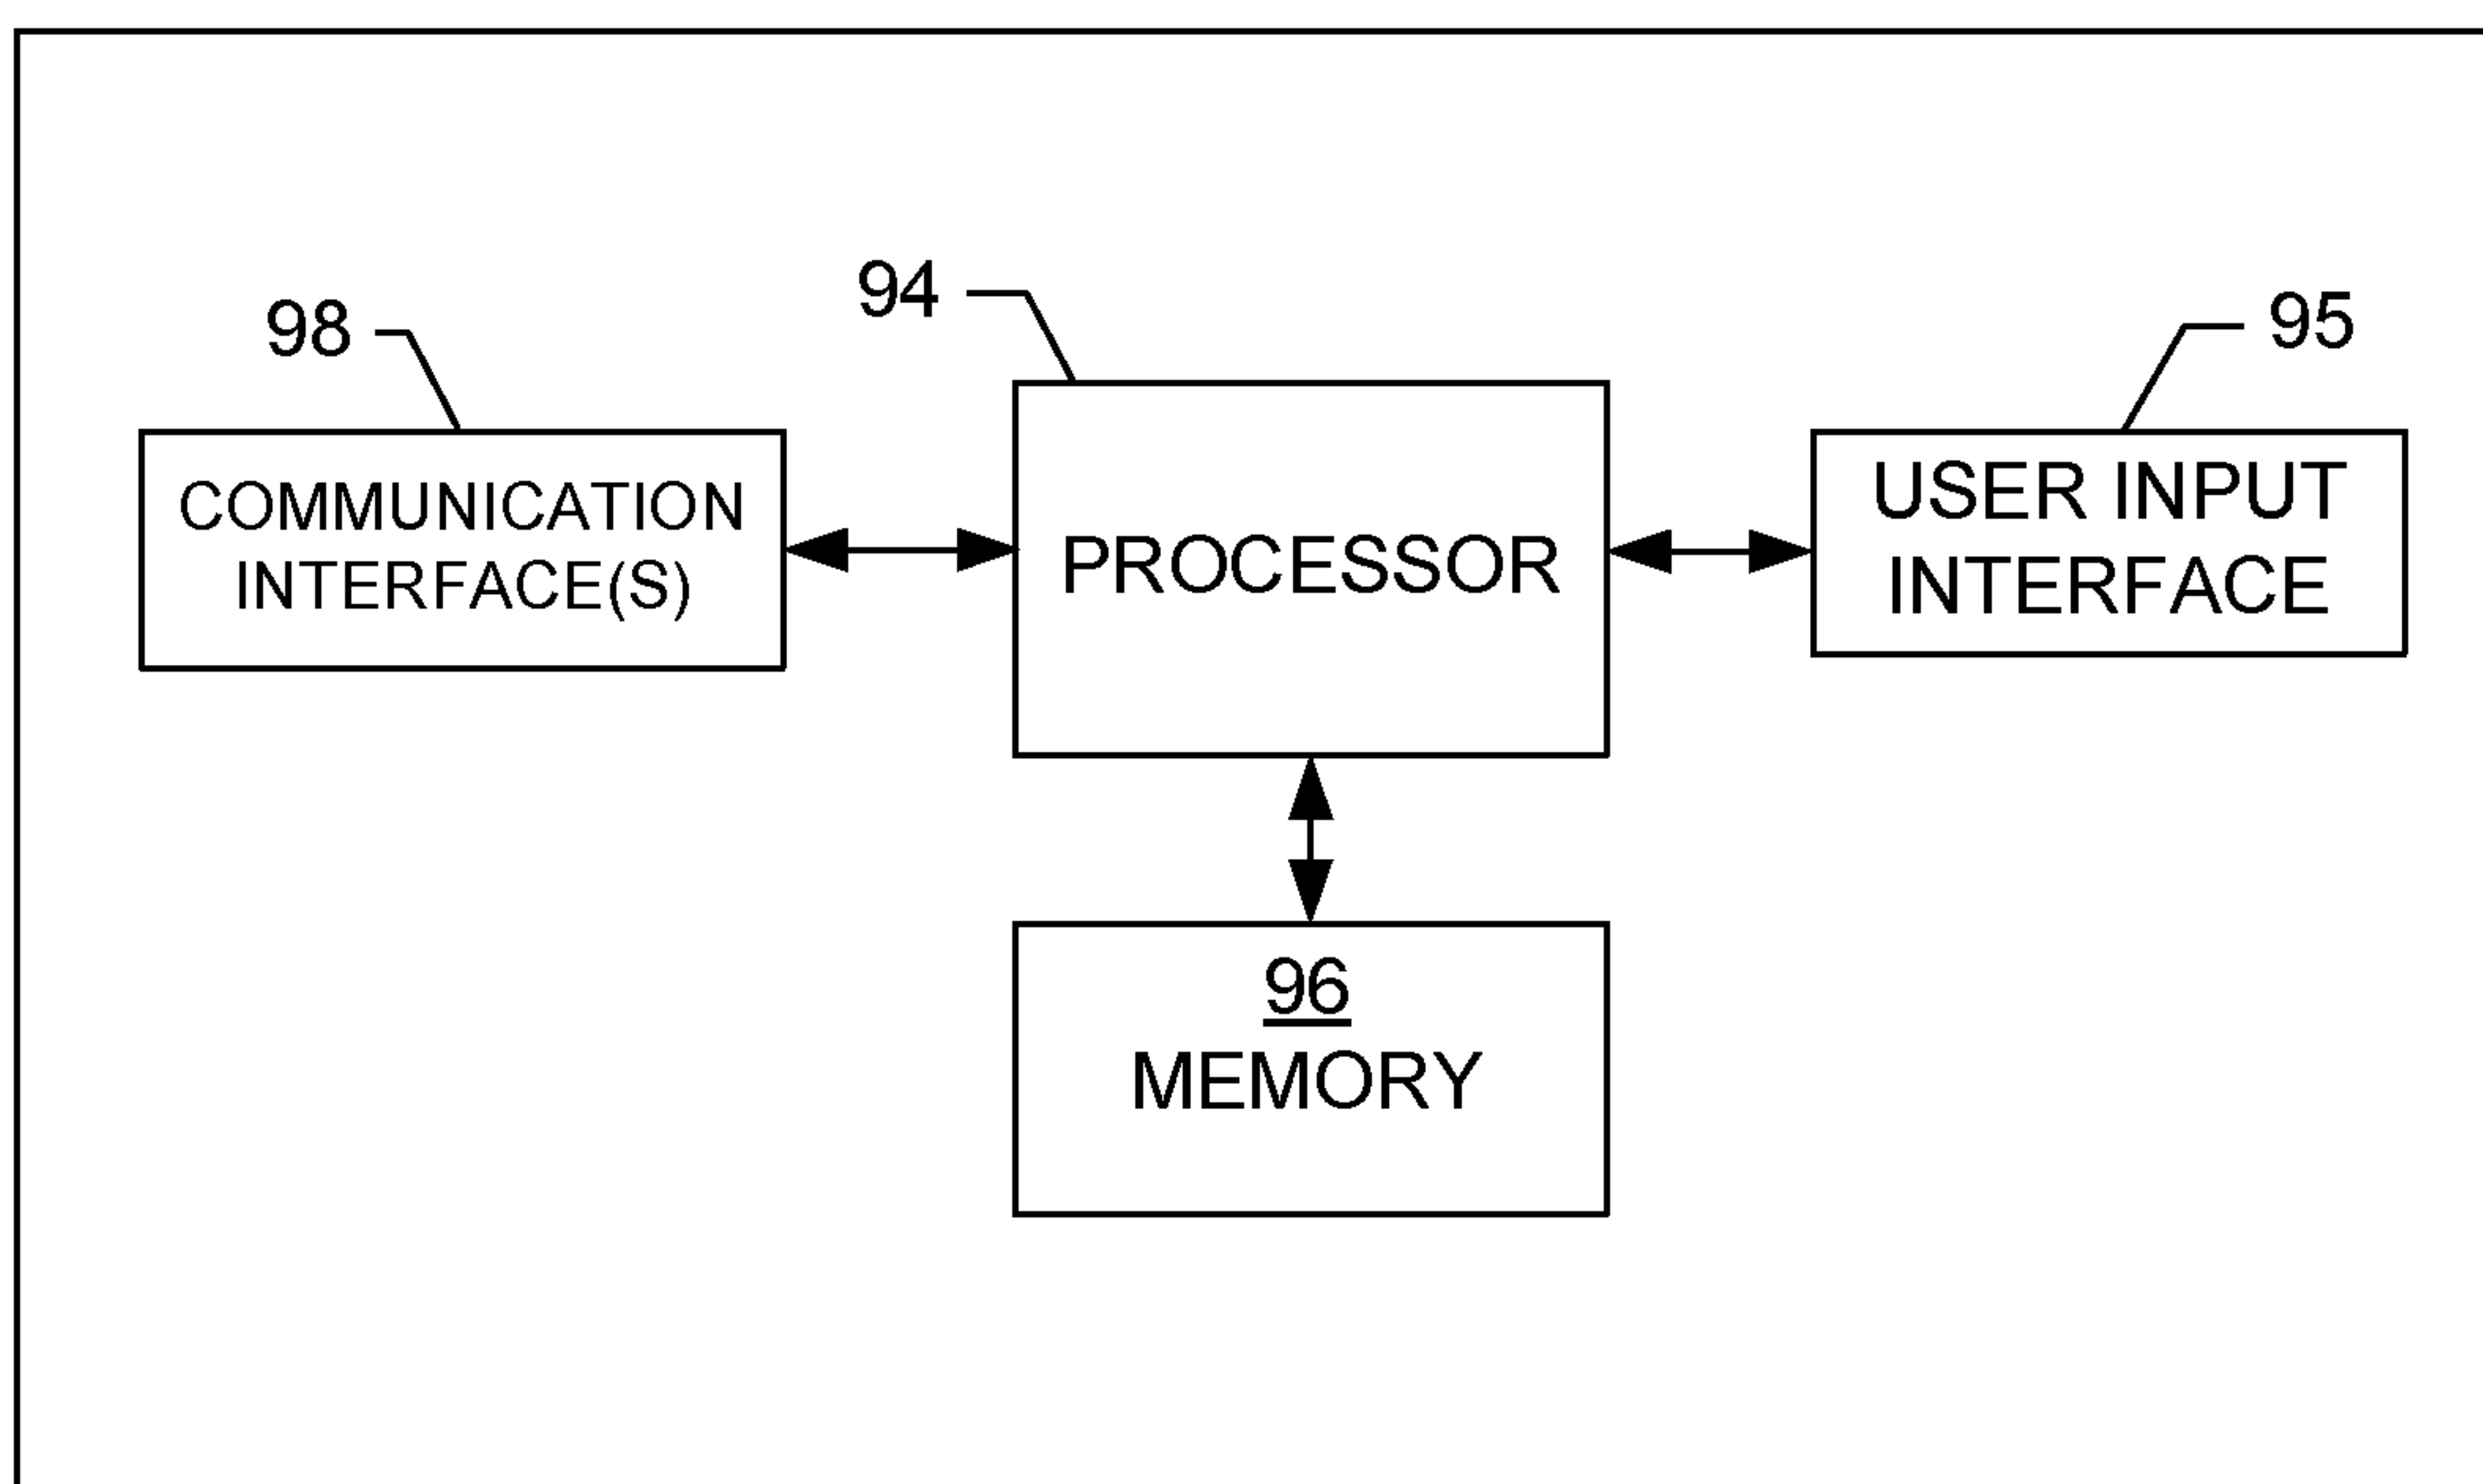 94
98
95
COMMUNICATION
INTERFACE(S)
PROCESSOR
USER INPUT
INTERFACE
96
MEMORY